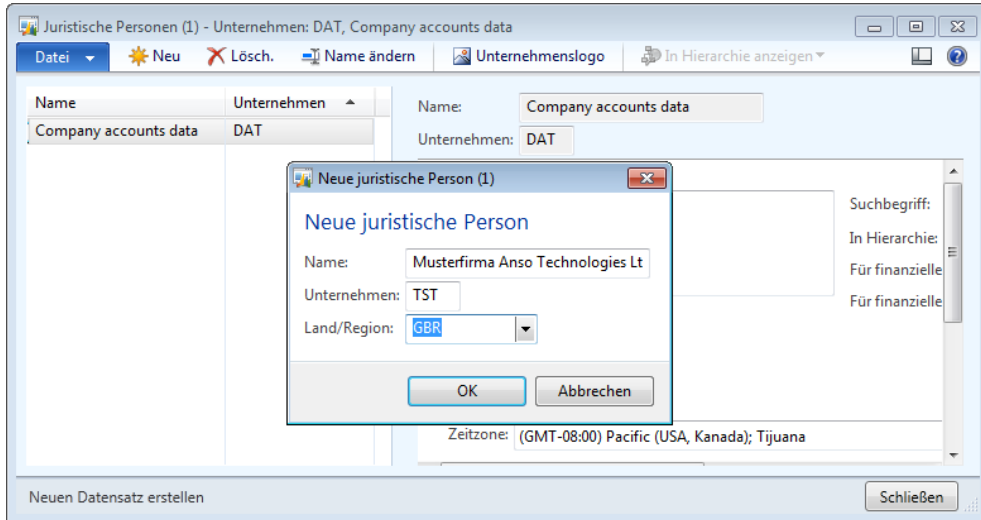 Juristische Personen (1) - Unternehmen: DAT, Company accounts data
Datei Neu Lösch. Name ändern Unternehmenslogo In Hierarchie anzeigen
Name Unternehmen
Company accounts data DAT
Name: Company accounts data
Unternehmen: DAT
Suchbegriff:
In Hierarchie:
Für finanzielle
Für finanzielle
Neue juristische Person (1)
Neue juristische Person
Name: Musterfirma Anso Technologies Lt
Unternehmen: TST
Land/Region: GBR
OK Abbrechen
Zeitzone: (GMT-08:00) Pacific (USA, Kanada); Tijuana
Neuen Datensatz erstellen Schließen